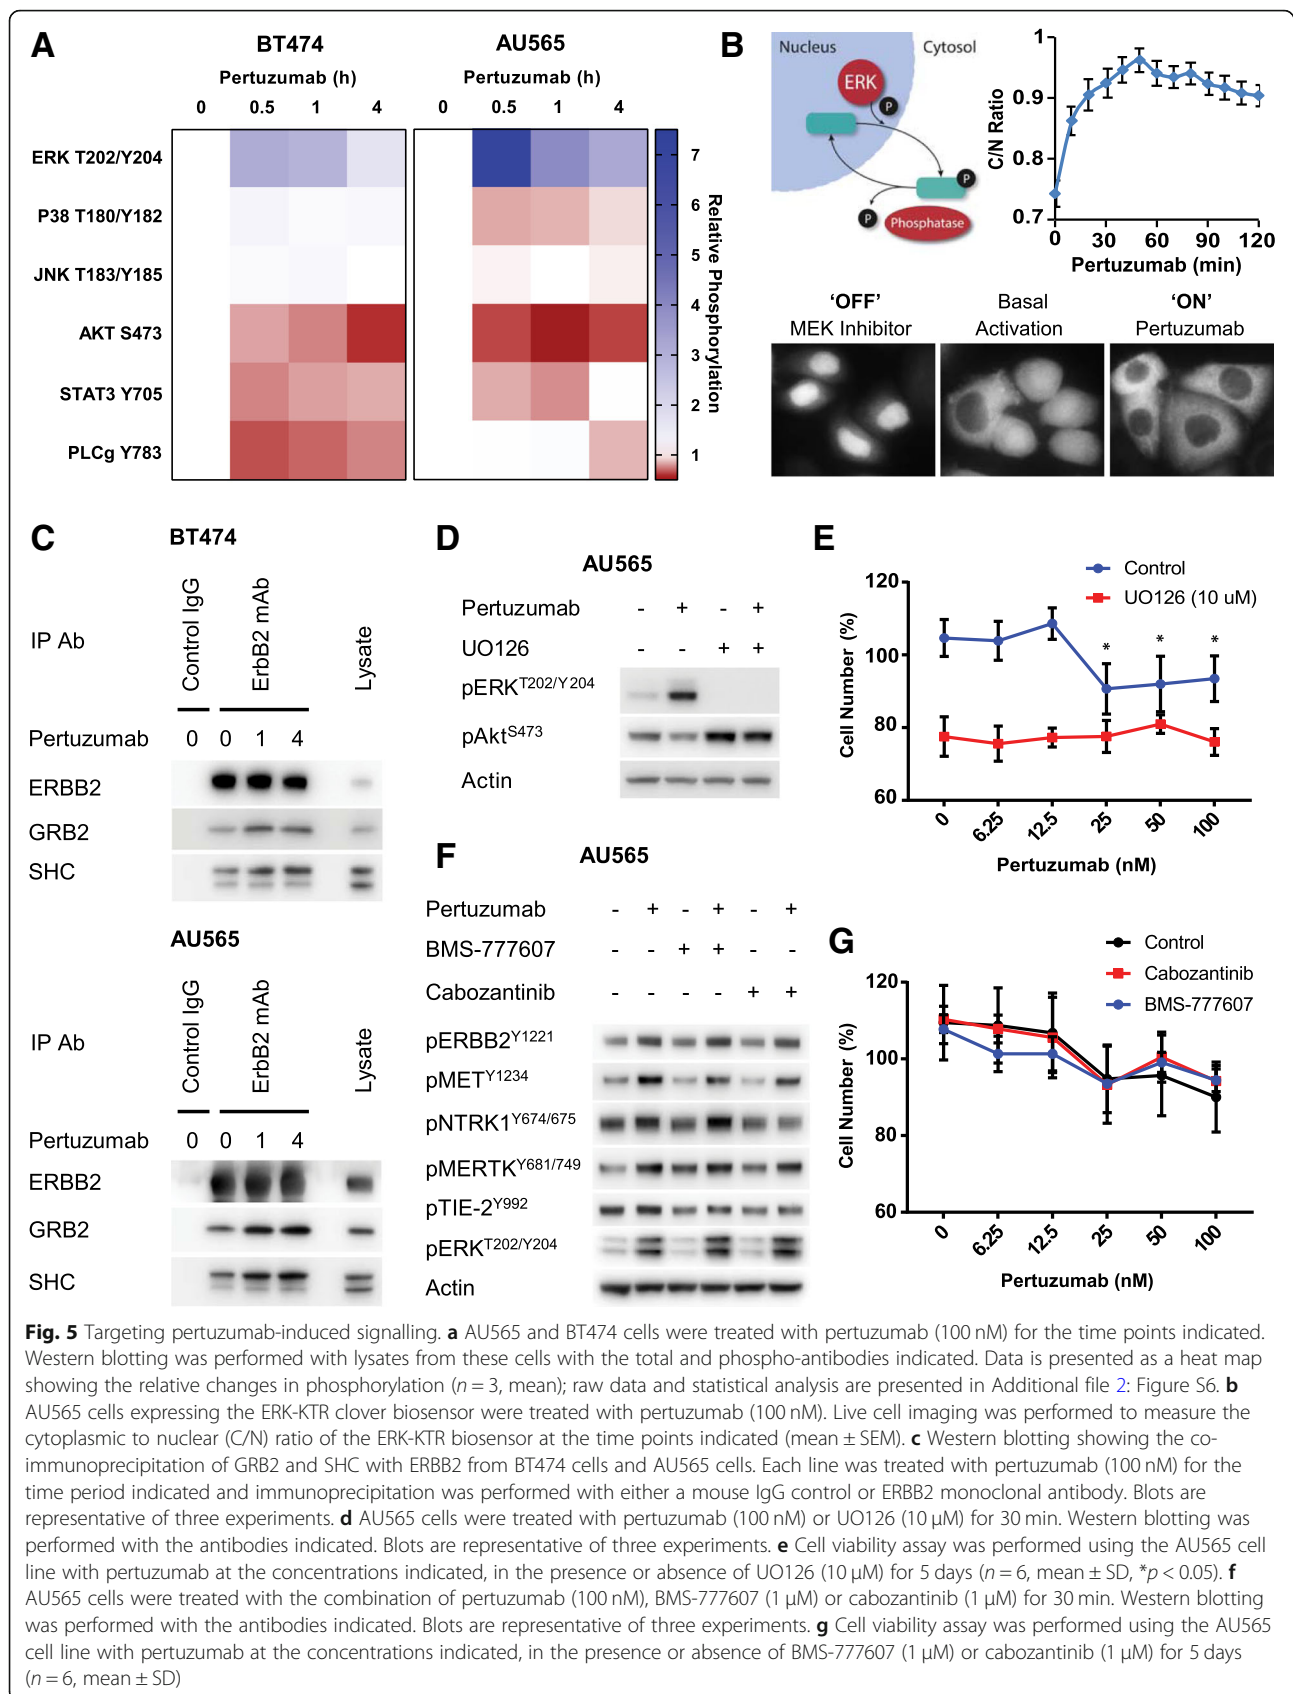 A
BT474
AU565
Pertuzumab (h)
Pertuzumab (h)
0 0.5 1 4
0 0.5 1 4
ERK T202/Y204
P38 T180/Y182
JNK T183/Y185
AKT S473
STAT3 Y705
PLCg Y783
7
6
5
4
3
2
1
Relative Phosphorylation
B
Nucleus
Cytosol
ERK
P
P
P
Phosphatase
C/N Ratio
1
0.9
0.8
0.7
0 30 60 90 120
Pertuzumab (min)
‘OFF’
MEK Inhibitor
Basal
Activation
‘ON’
Pertuzumab
C
BT474
IP Ab
Control IgG
ErbB2 mAb
Lysate
Pertuzumab 0 0 1 4
ERBB2
GRB2
SHC
AU565
IP Ab
Control IgG
ErbB2 mAb
Lysate
Pertuzumab 0 0 1 4
ERBB2
GRB2
SHC
D
AU565
Pertuzumab - + - +
UO126 - - + +
pERKT202/Y204
pAktS473
Actin
E
Control
UO126 (10 uM)
Cell Number (%)
120
100
80
60
* * *
0 6.25 12.5 25 50 100
Pertuzumab (nM)
F
AU565
Pertuzumab - + - + - +
BMS-777607 - - + + - -
Cabozantinib - - - - + +
pERBB2Y1221
pMETY1234
pNTRK1Y674/675
pMERTKY681/749
pTIE-2Y992
pERKT202/Y204
Actin
G
Control
Cabozantinib
BMS-777607
Cell Number (%)
120
100
80
60
0 6.25 12.5 25 50 100
Pertuzumab (nM)
Fig. 5 Targeting pertuzumab-induced signalling. a AU565 and BT474 cells were treated with pertuzumab (100 nM) for the time points indicated.
Western blotting was performed with lysates from these cells with the total and phospho-antibodies indicated. Data is presented as a heat map
showing the relative changes in phosphorylation (n = 3, mean); raw data and statistical analysis are presented in Additional file 2: Figure S6. b
AU565 cells expressing the ERK-KTR clover biosensor were treated with pertuzumab (100 nM). Live cell imaging was performed to measure the
cytoplasmic to nuclear (C/N) ratio of the ERK-KTR biosensor at the time points indicated (mean ± SEM). c Western blotting showing the co-
immunoprecipitation of GRB2 and SHC with ERBB2 from BT474 cells and AU565 cells. Each line was treated with pertuzumab (100 nM) for the
time period indicated and immunoprecipitation was performed with either a mouse IgG control or ERBB2 monoclonal antibody. Blots are
representative of three experiments. d AU565 cells were treated with pertuzumab (100 nM) or UO126 (10 μM) for 30 min. Western blotting was
performed with the antibodies indicated. Blots are representative of three experiments. e Cell viability assay was performed using the AU565 cell
line with pertuzumab at the concentrations indicated, in the presence or absence of UO126 (10 μM) for 5 days (n = 6, mean ± SD, *p < 0.05). f
AU565 cells were treated with the combination of pertuzumab (100 nM), BMS-777607 (1 μM) or cabozantinib (1 μM) for 30 min. Western blotting
was performed with the antibodies indicated. Blots are representative of three experiments. g Cell viability assay was performed using the AU565
cell line with pertuzumab at the concentrations indicated, in the presence or absence of BMS-777607 (1 μM) or cabozantinib (1 μM) for 5 days
(n = 6, mean ± SD)